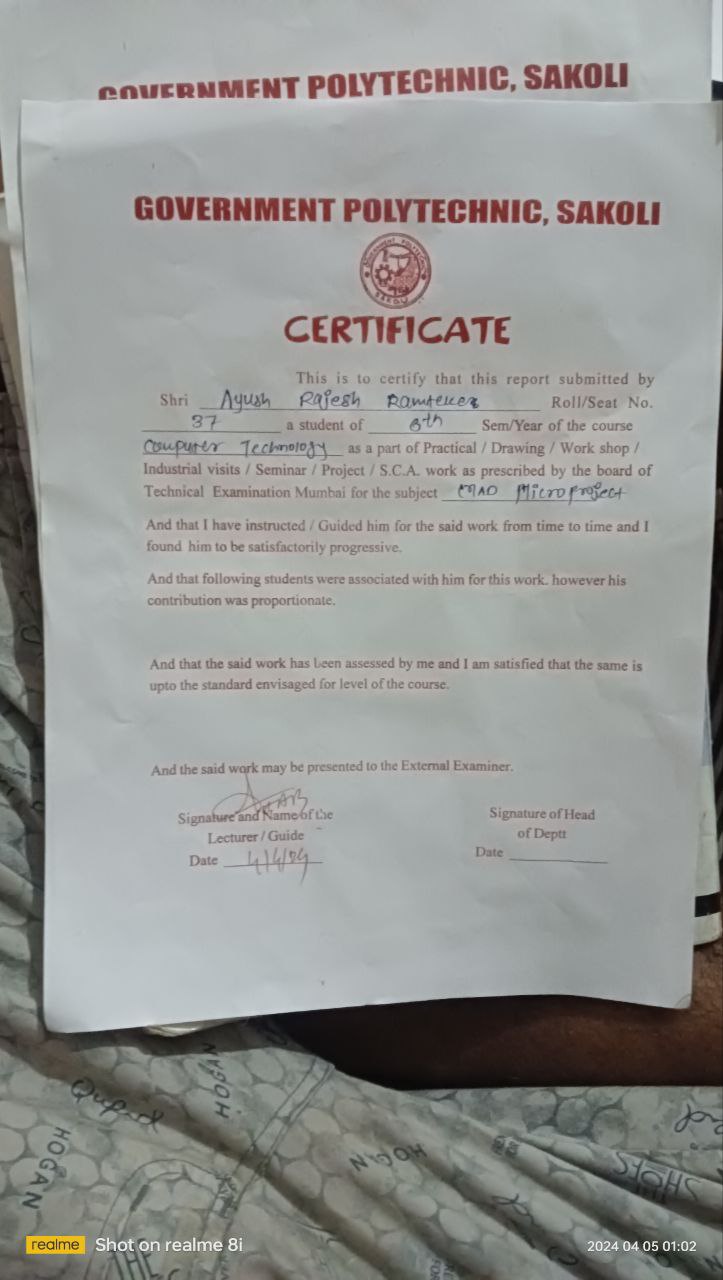 GOVERNMENT POLYTECHNIC, SAKOLI
GOVERNMENT POLYTECHNIC, SAKOLI
GOVERNMENT POLYTECHNIC
SAKOLI
CERTIFICATE
This is to certify that this report submitted by
Shri Ayush Rajesh Ramteker Roll/Seat No.
37 a student of 6th Sem/Year of the course
Computer Technology as a part of Practical / Drawing / Work shop /
Industrial visits / Seminar / Project / S.C.A. work as prescribed by the board of
Technical Examination Mumbai for the subject MAD Microproject
And that I have instructed / Guided him for the said work from time to time and I
found him to be satisfactorily progressive.
And that following students were associated with him for this work. however his
contribution was proportionate.
And that the said work has been assessed by me and I am satisfied that the same is
upto the standard envisaged for level of the course.
And the said work may be presented to the External Examiner.
Signature and Name of the
Lecturer / Guide
Date 4/4/24
Signature of Head
of Deptt
Date
HOGAN
HOGAN
HOGAN
SHOTS
realme Shot on realme 8i
2024 04 05 01:02